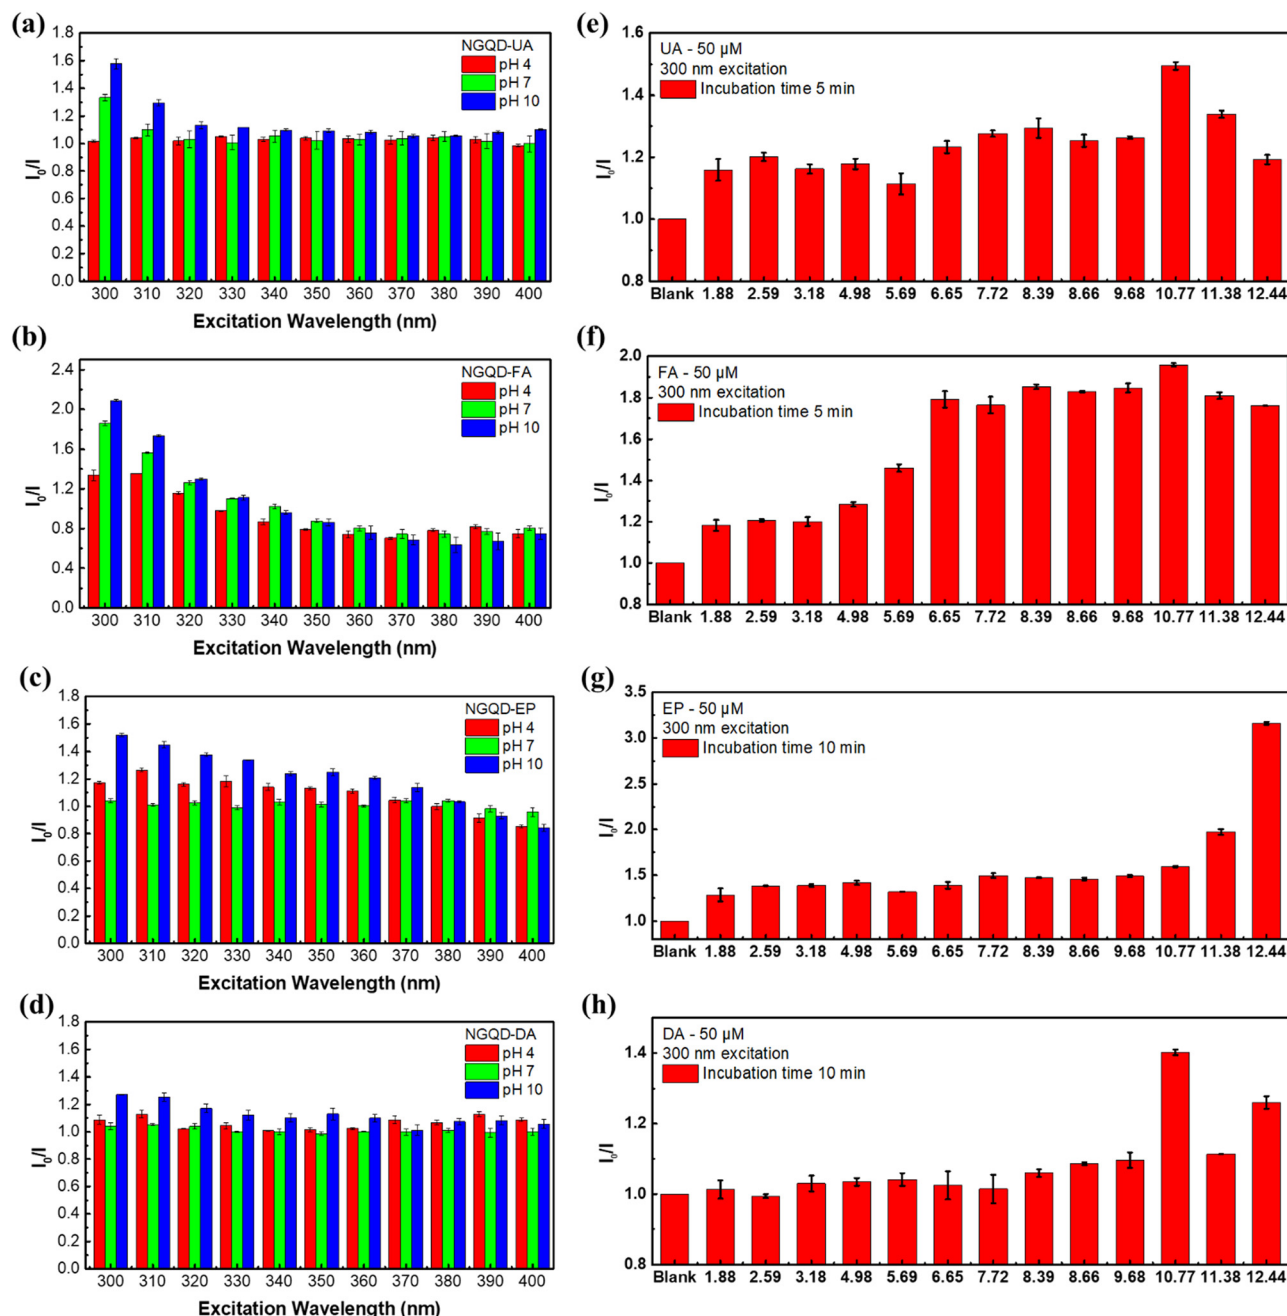 (a)
NGQD-UA
pH 4
pH 7
pH 10
I0/I
1.8
1.6
1.4
1.2
1.0
0.8
0.6
0.4
0.2
0.0
300 310 320 330 340 350 360 370 380 390 400
Excitation Wavelength (nm)
(e)
UA - 50 µM
300 nm excitation
Incubation time 5 min
I0/I
1.6
1.4
1.2
1.0
0.8
Blank 1.88 2.59 3.18 4.98 5.69 6.65 7.72 8.39 8.66 9.68 10.77 11.38 12.44
(b)
NGQD-FA
pH 4
pH 7
pH 10
I0/I
2.4
2.0
1.6
1.2
0.8
0.4
0.0
300 310 320 330 340 350 360 370 380 390 400
Excitation Wavelength (nm)
(f)
FA - 50 µM
300 nm excitation
Incubation time 5 min
I0/I
2.0
1.8
1.6
1.4
1.2
1.0
0.8
Blank 1.88 2.59 3.18 4.98 5.69 6.65 7.72 8.39 8.66 9.68 10.77 11.38 12.44
(c)
NGQD-EP
pH 4
pH 7
pH 10
I0/I
1.8
1.6
1.4
1.2
1.0
0.8
0.6
0.4
0.2
0.0
300 310 320 330 340 350 360 370 380 390 400
Excitation Wavelength (nm)
(g)
EP - 50 µM
300 nm excitation
Incubation time 10 min
I0/I
3.5
3.0
2.5
2.0
1.5
1.0
Blank 1.88 2.59 3.18 4.98 5.69 6.65 7.72 8.39 8.66 9.68 10.77 11.38 12.44
(d)
NGQD-DA
pH 4
pH 7
pH 10
I0/I
1.8
1.6
1.4
1.2
1.0
0.8
0.6
0.4
0.2
0.0
300 310 320 330 340 350 360 370 380 390 400
Excitation Wavelength (nm)
(h)
DA - 50 µM
300 nm excitation
Incubation time 10 min
I0/I
1.4
1.2
1.0
0.8
Blank 1.88 2.59 3.18 4.98 5.69 6.65 7.72 8.39 8.66 9.68 10.77 11.38 12.44